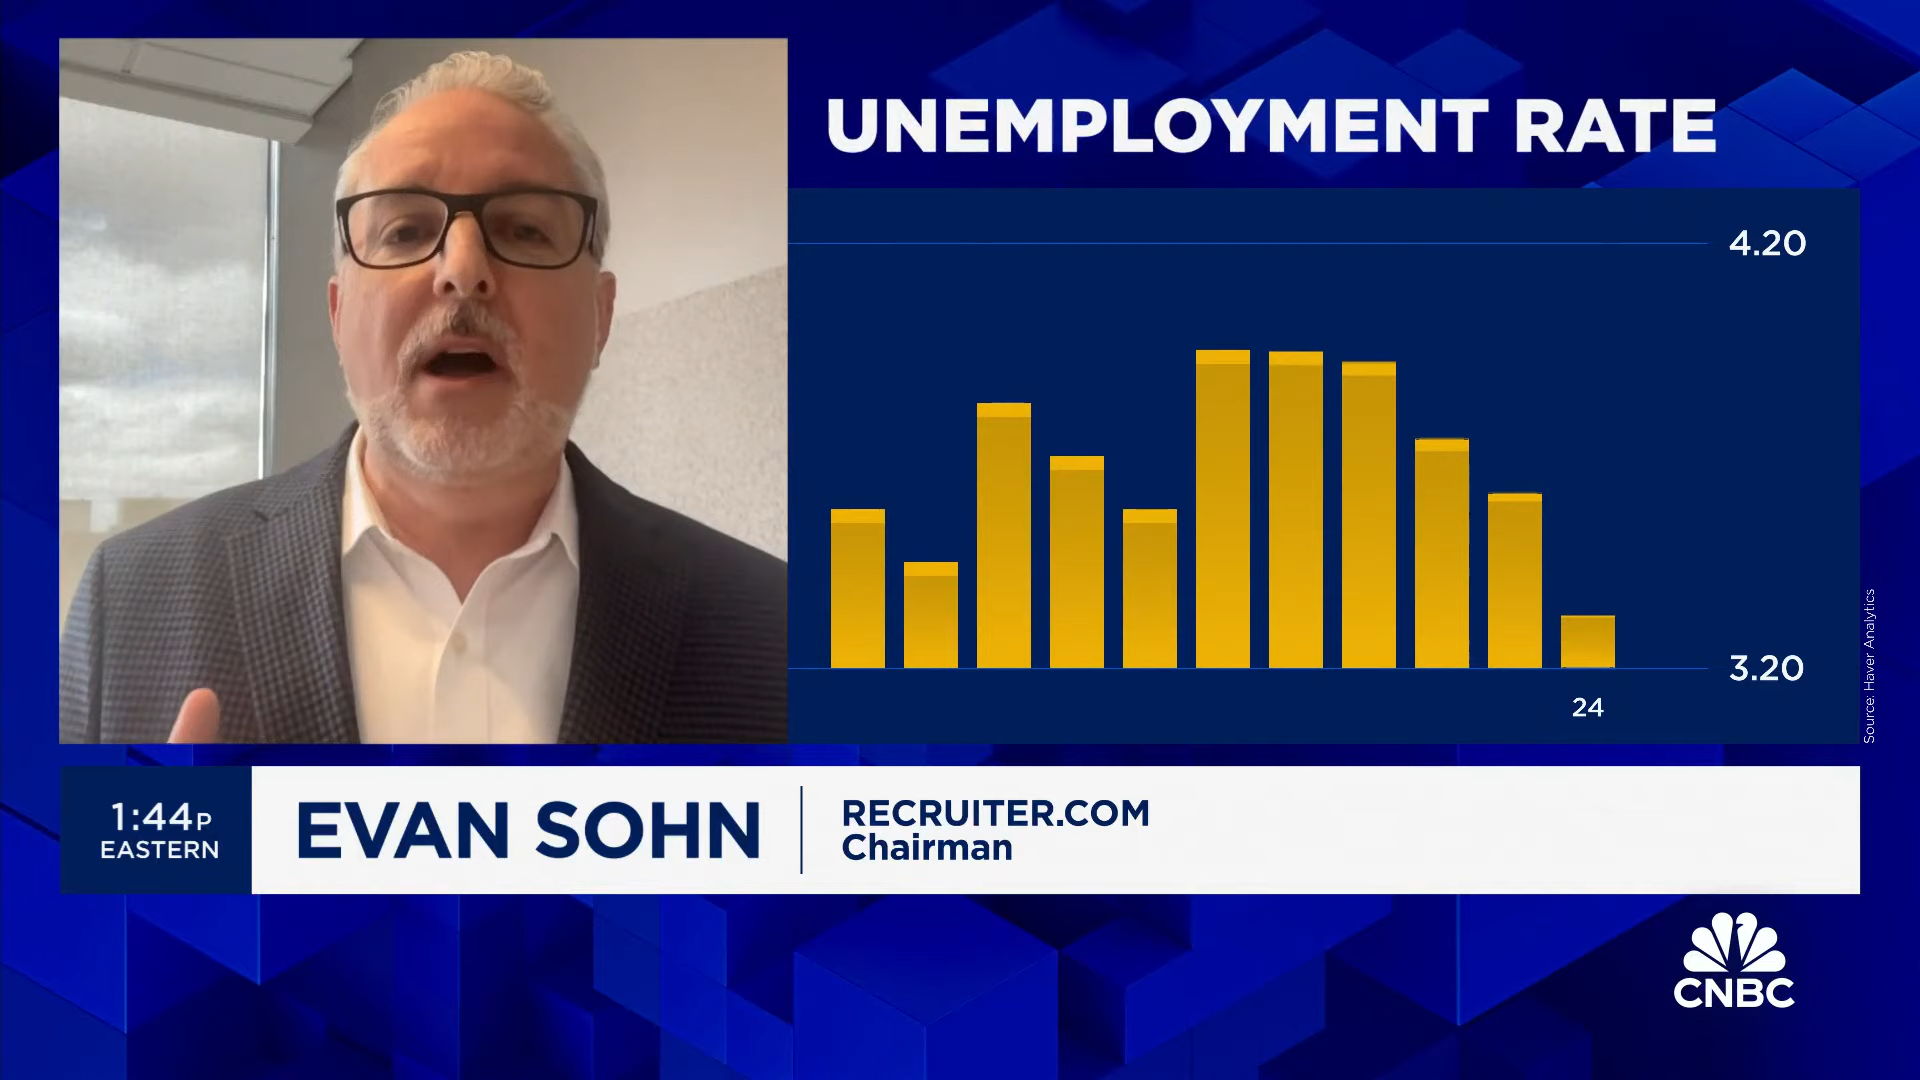 UNEMPLOYMENT RATE
4.20
3.20
24
Source: Haver Analytics
1:44P
EASTERN
EVAN SOHN
RECRUITER.COM
Chairman
CNBC